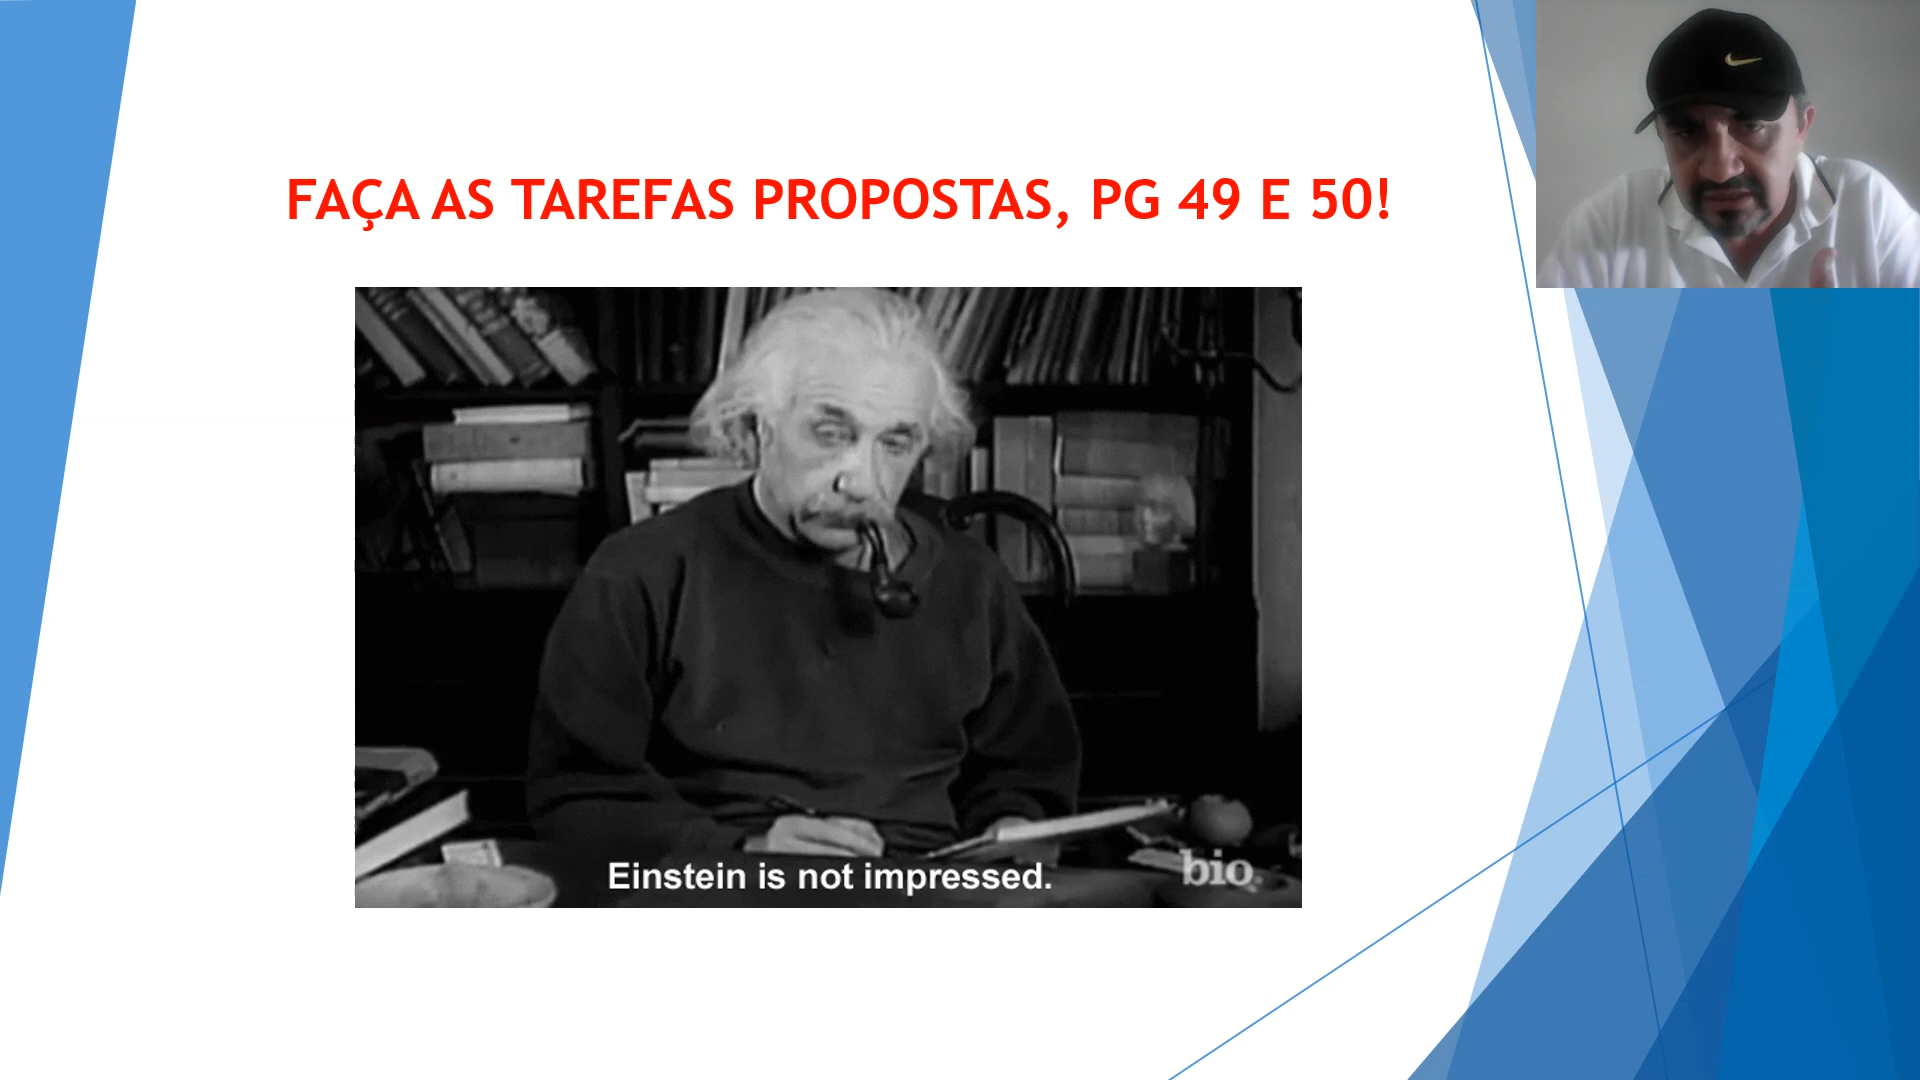 FAÇA AS TAREFAS PROPOSTAS, PG 49 E 50!
Einstein is not impressed.
bio.